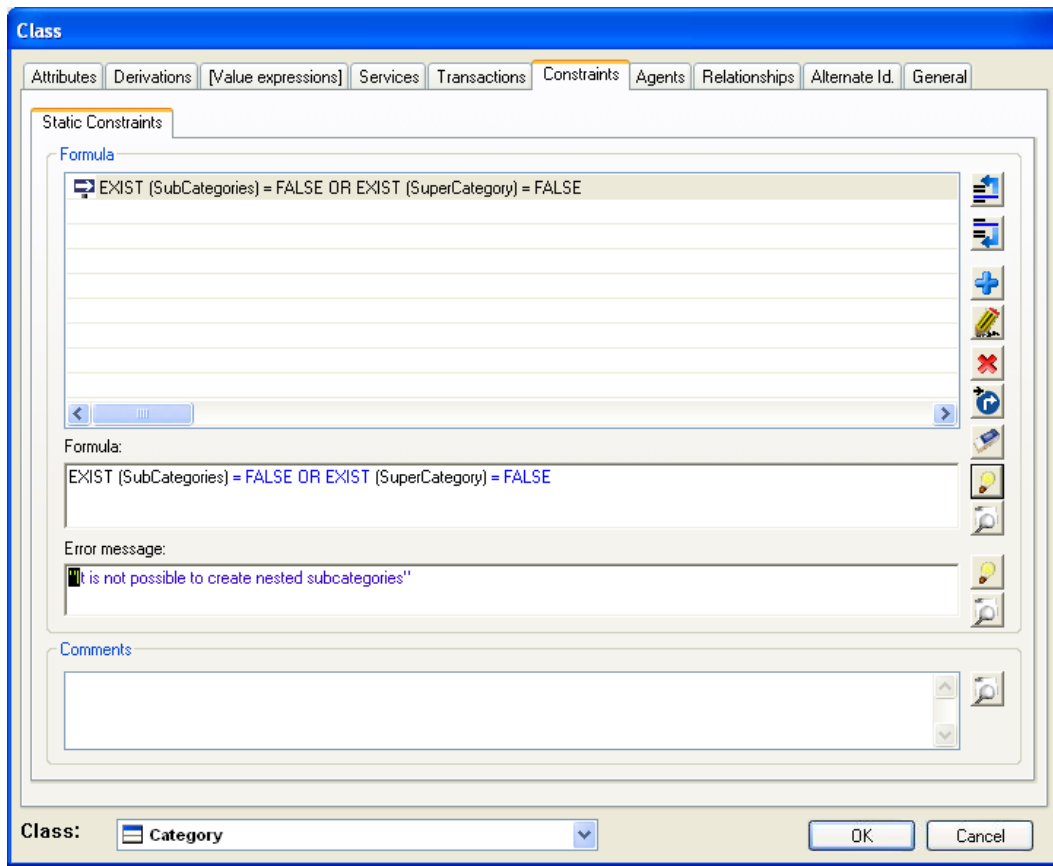 Class
Attributes Derivations [Value expressions] Services Transactions Constraints Agents Relationships Alternate Id. General
Static Constraints
Formula
EXIST (SubCategories) = FALSE OR EXIST (SuperCategory) = FALSE
Formula:
EXIST (SubCategories) = FALSE OR EXIST (SuperCategory) = FALSE
Error message:
t is not possible to create nested subcategories"
Comments
Class: Category OK Cancel